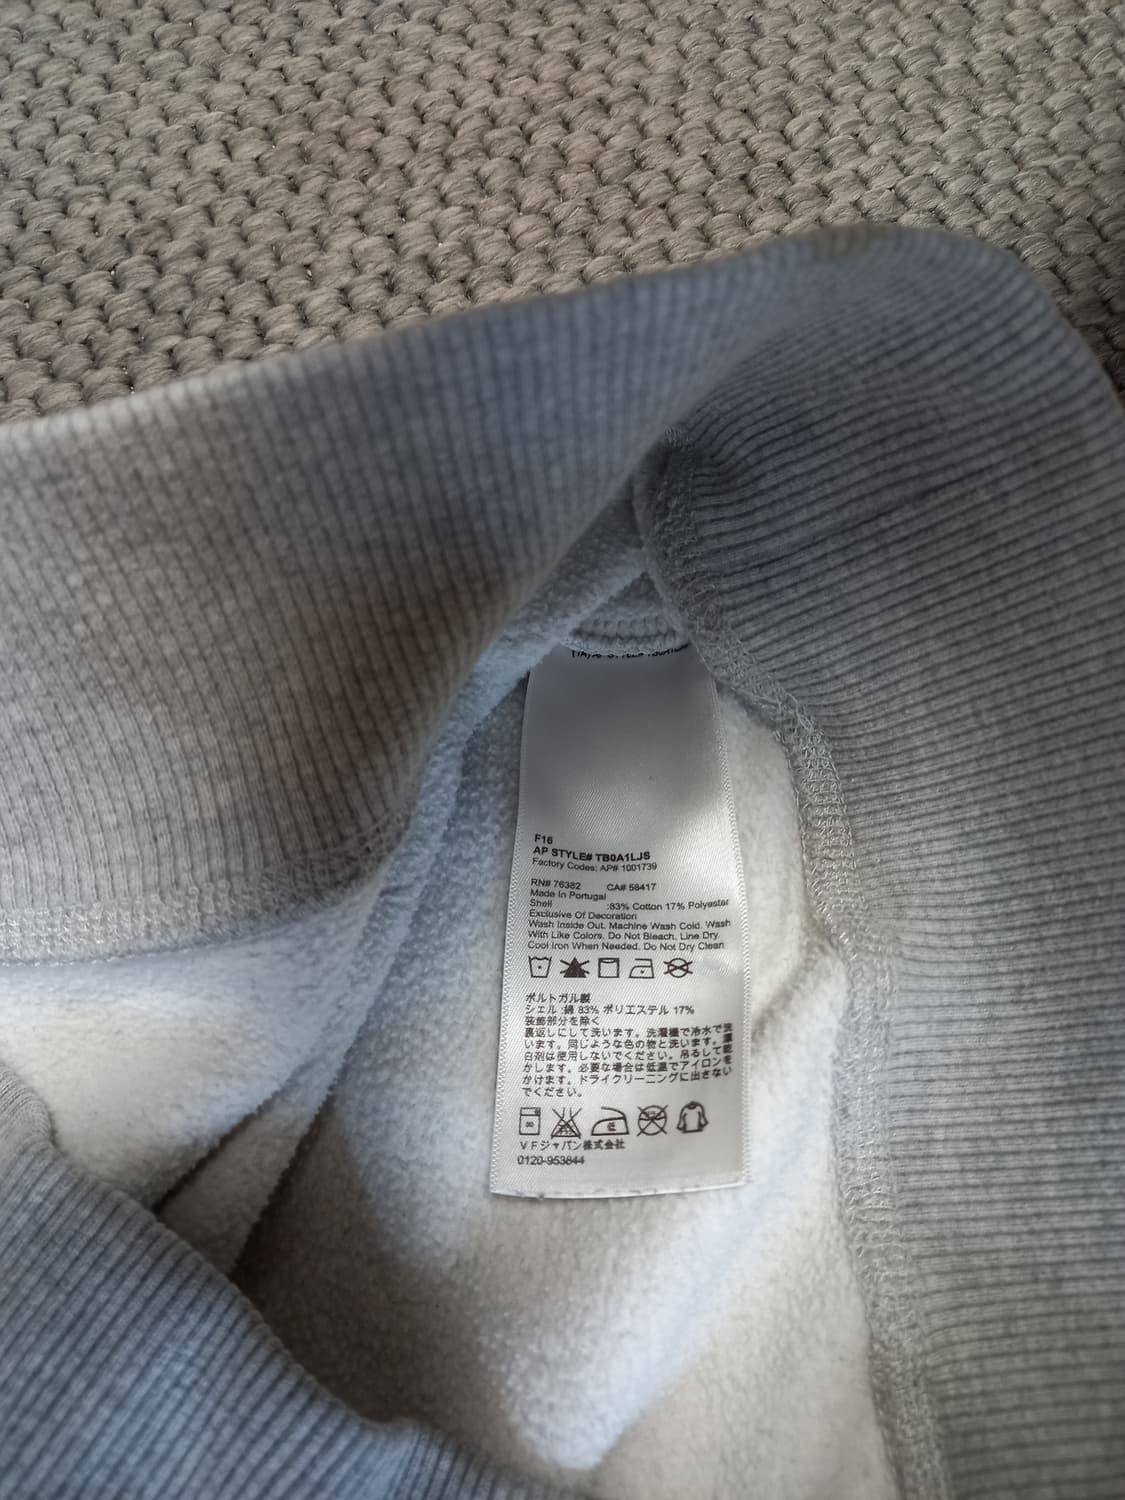 F16
AP STYLE# TB0A1LJS
Factory Codes: AP# 1001739
RN# 76382 CA# 58417
Made in Portugal
Shell :83% Cotton 17% Polyester
Exclusive Of Decoration
Wash Inside Out. Machine Wash Cold. Wash
With Like Colors. Do Not Bleach. Line Dry.
Cool Iron When Needed. Do Not Dry Clean
ポルトガル製
シェル :綿 83% ポリエステル 17%
装飾部分を除く
裏返しにして洗います。洗濯機で冷水で洗
います。同じような色の物と洗います。漂
白剤は使用しないでください。吊るして乾
かします。必要な場合は低温でアイロンを
かけます。ドライクリーニングに出さない
でください。
低
VFジャパン株式会社
0120-953844